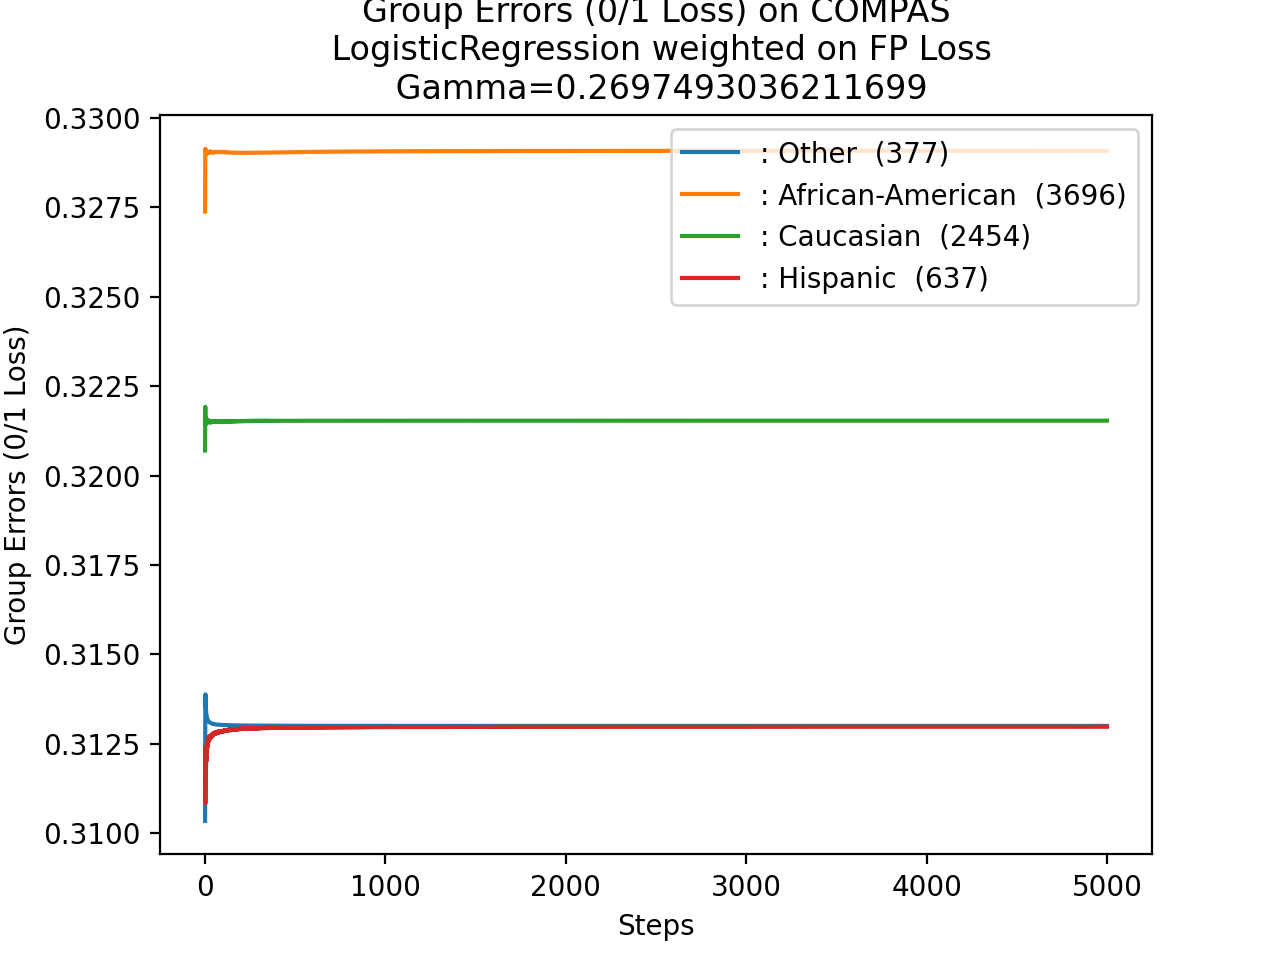 Group Errors (0/1 Loss) on COMPAS
LogisticRegression weighted on FP Loss
Gamma=0.2697493036211699
0.3300
0.3275
0.3250
0.3225
0.3200
0.3175
0.3150
0.3125
0.3100
Group Errors (0/1 Loss)
: Other (377)
: African-American (3696)
: Caucasian (2454)
: Hispanic (637)
0 1000 2000 3000 4000 5000
Steps